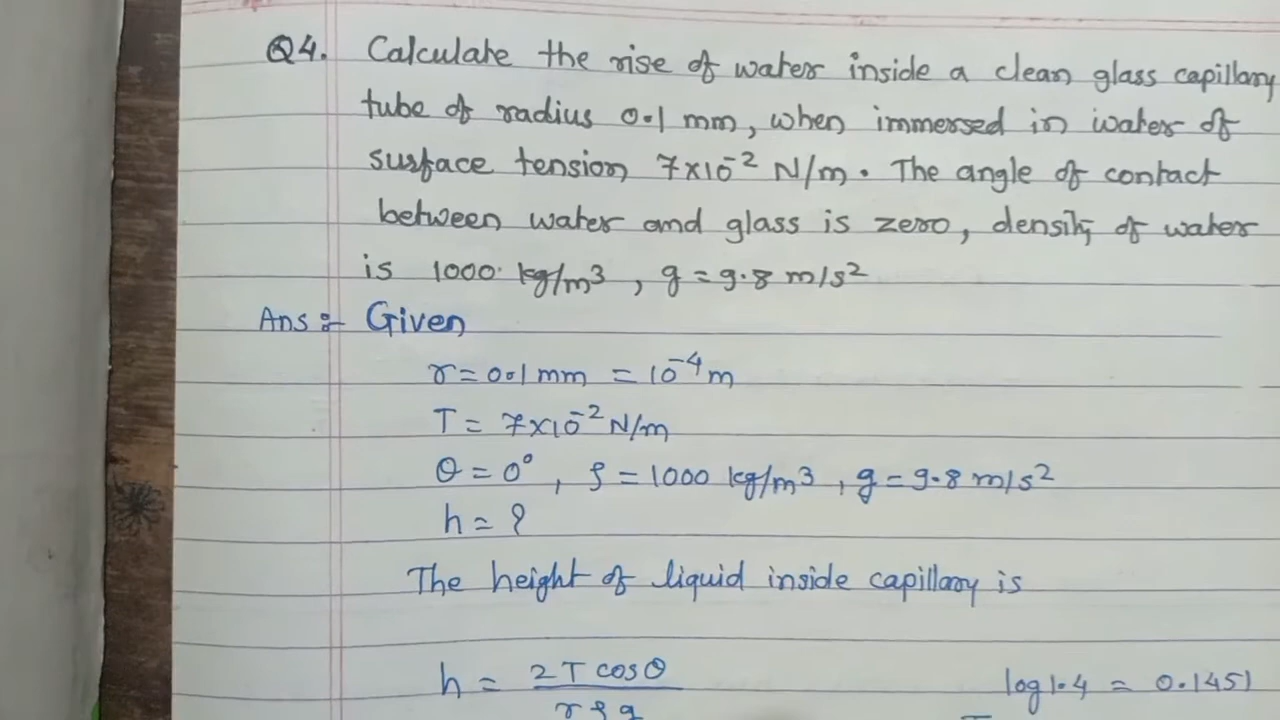 Q4. Calculate the rise of water inside a clean glass capillary
tube of radius 0.1 mm, when immersed in water of
surface tension 7×10⁻² N/m. The angle of contact
between water and glass is zero, density of water
is 1000 kg/m³, g = 9.8 m/s²
Ans :- Given
r = 0.1 mm = 10⁻⁴ m
T = 7×10⁻² N/m
θ = 0°, ρ = 1000 kg/m³, g = 9.8 m/s²
h = ?
The height of liquid inside capillary is
h = 2T cosθ / rρg
log 1.4 = 0.1451